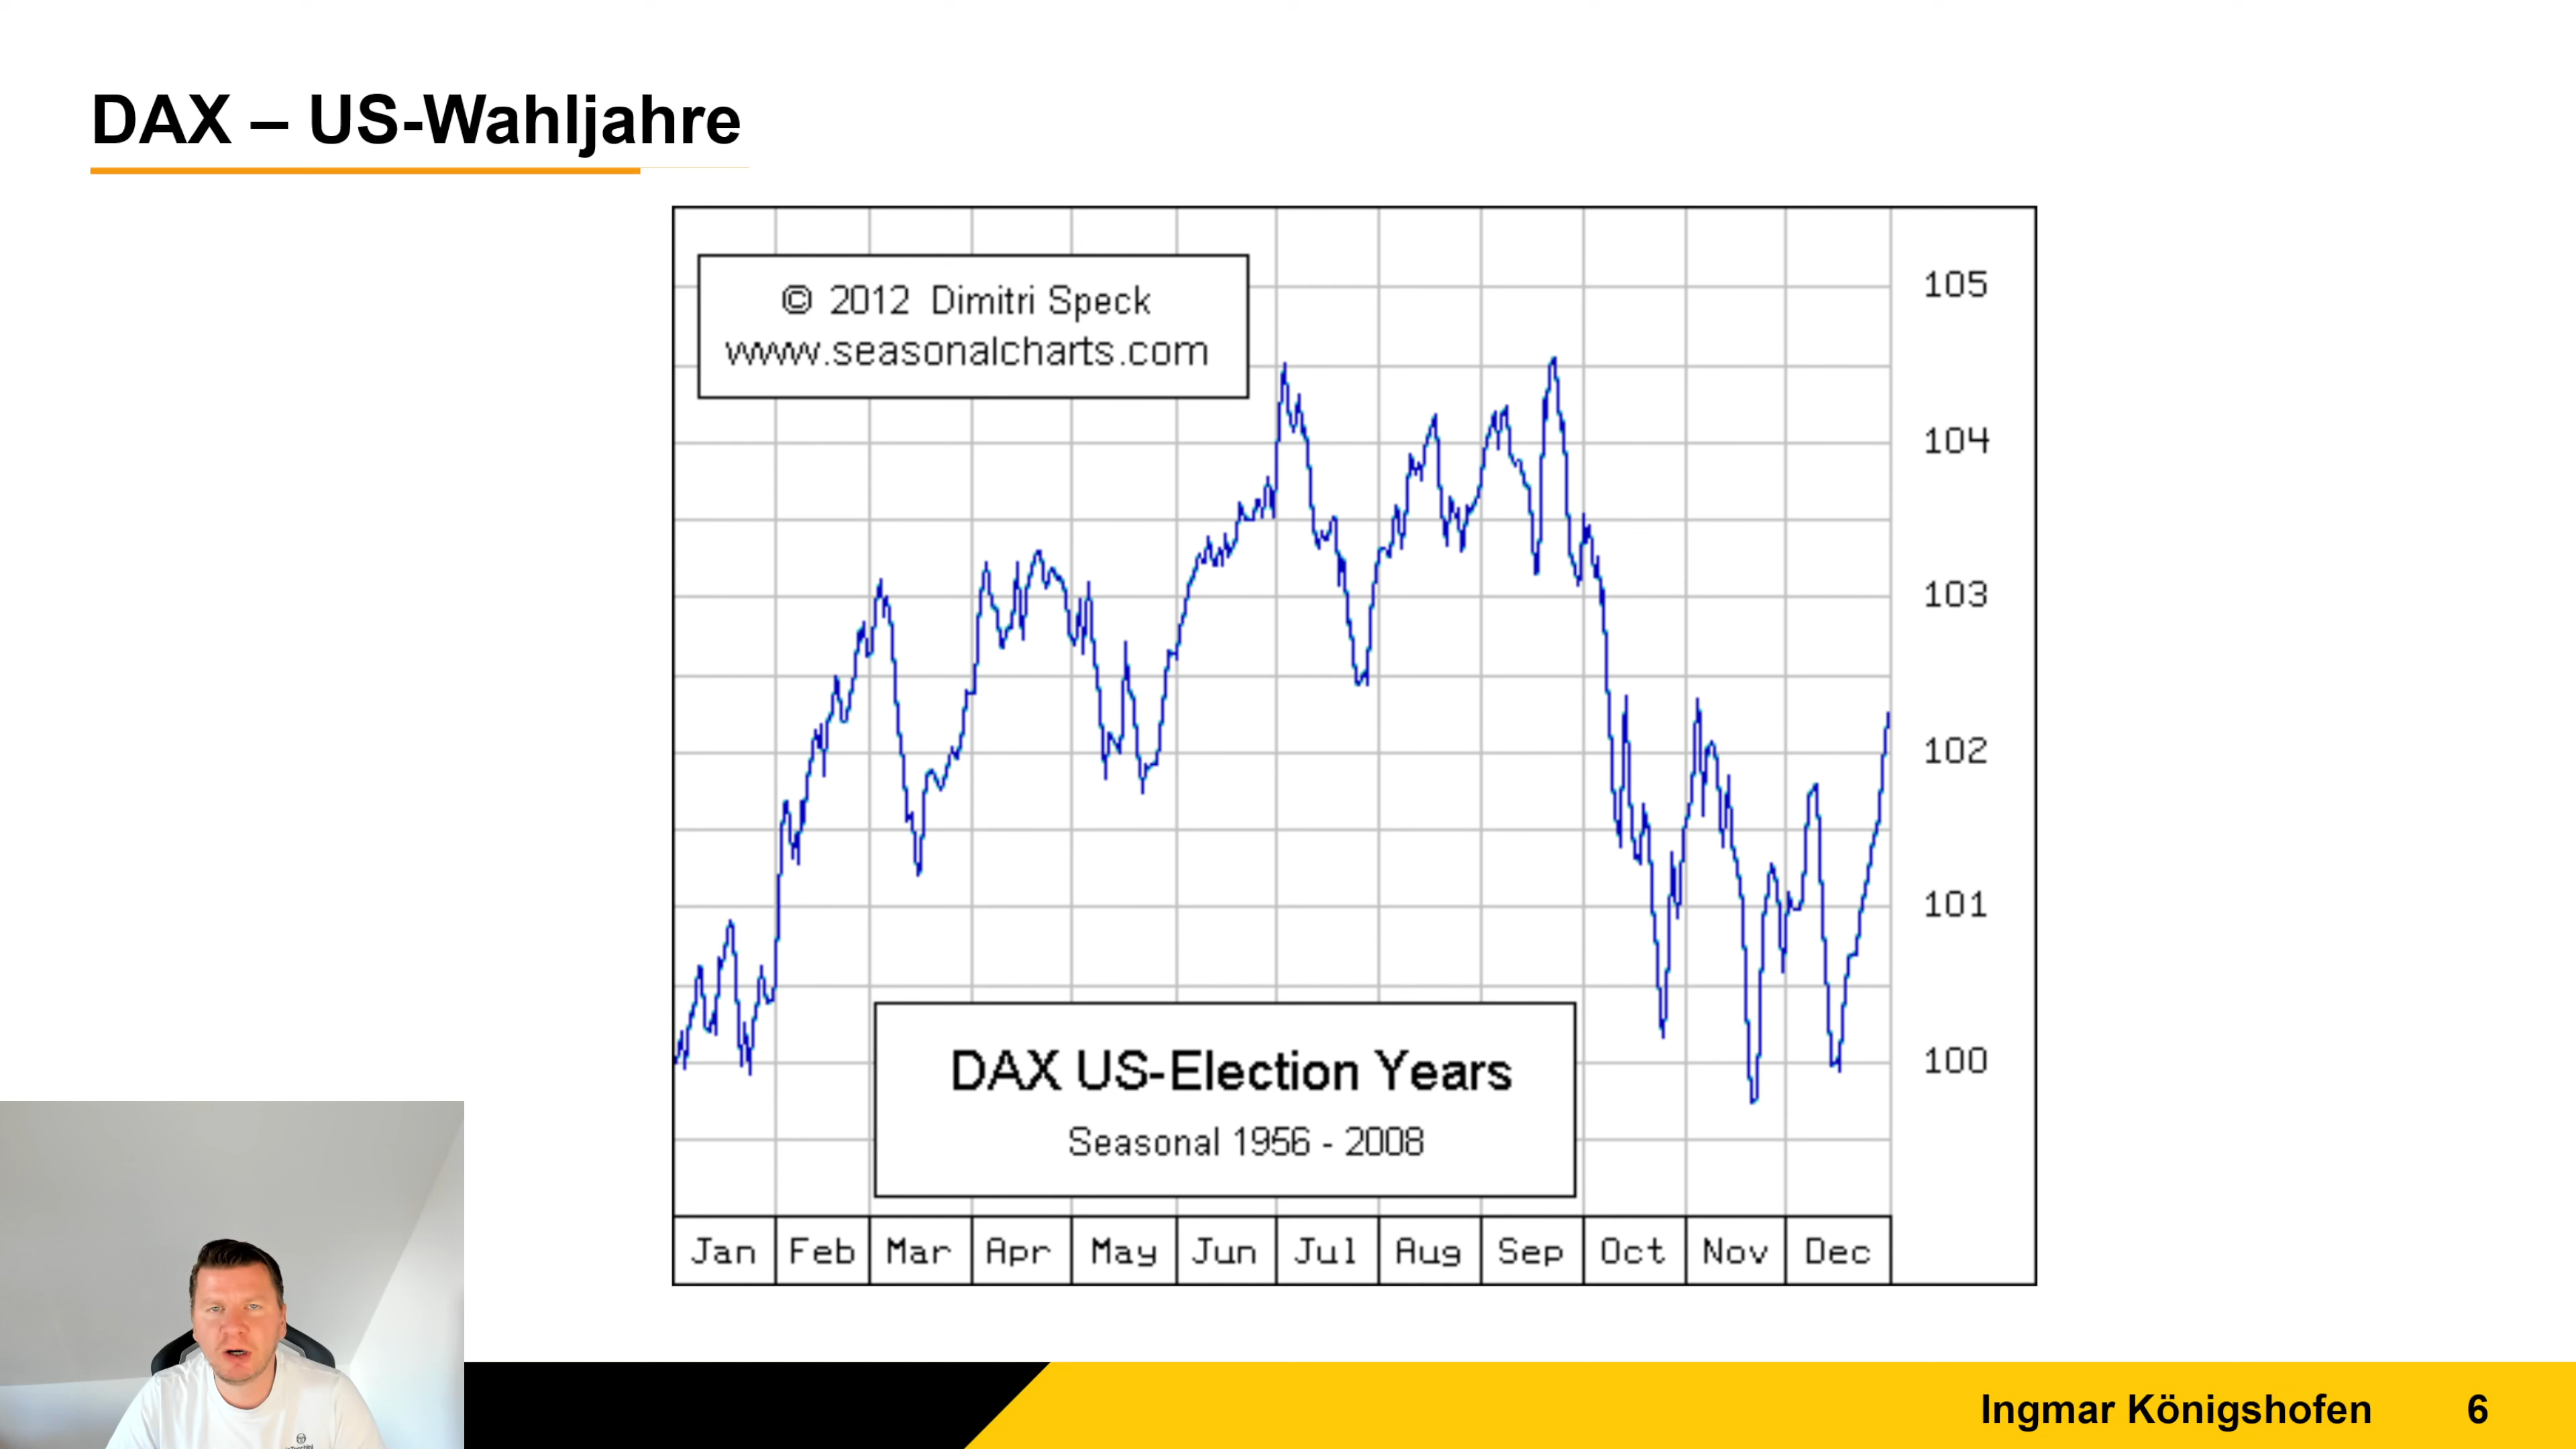 DAX – US-Wahljahre
© 2012 Dimitri Speck
www.seasonalcharts.com
105
104
103
102
101
100
DAX US-Election Years
Seasonal 1956 - 2008
Jan Feb Mar Apr May Jun Jul Aug Sep Oct Nov Dec
Ingmar Königshofen 6